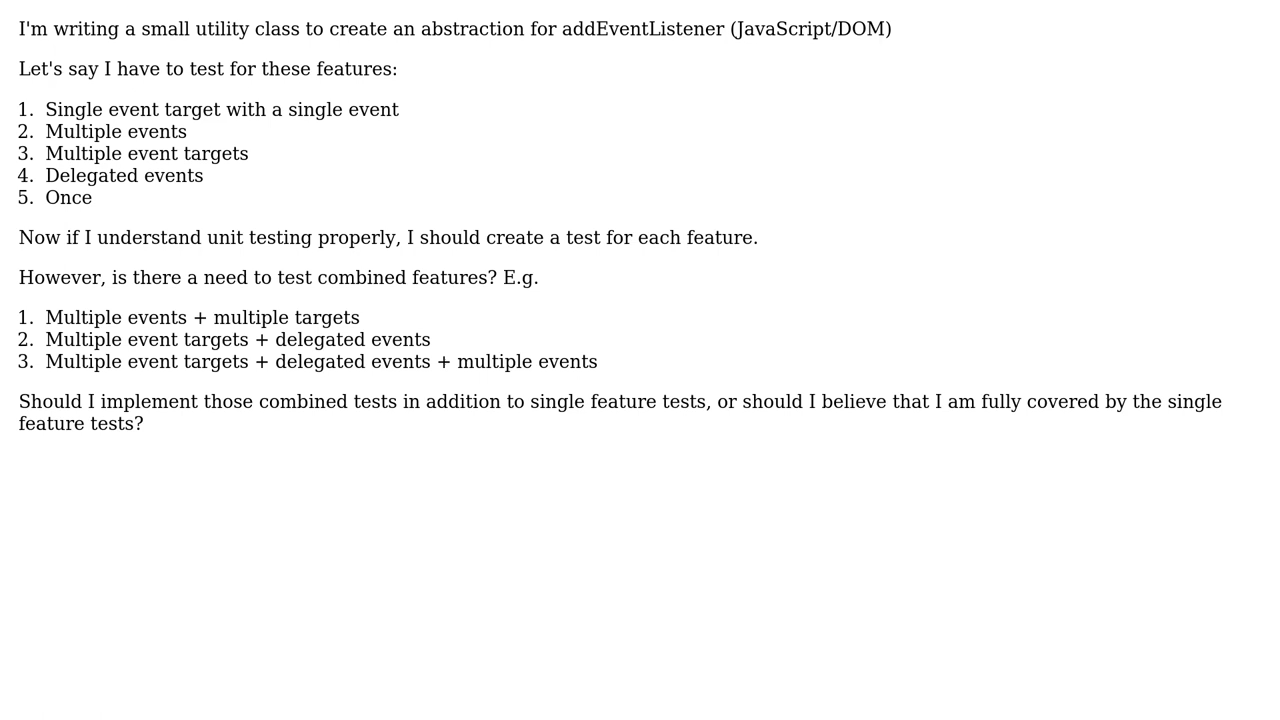 I'm writing a small utility class to create an abstraction for addEventListener (JavaScript/DOM)
Let's say I have to test for these features:
1. Single event target with a single event
2. Multiple events
3. Multiple event targets
4. Delegated events
5. Once
Now if I understand unit testing properly, I should create a test for each feature.
However, is there a need to test combined features? E.g.
1. Multiple events + multiple targets
2. Multiple event targets + delegated events
3. Multiple event targets + delegated events + multiple events
Should I implement those combined tests in addition to single feature tests, or should I believe that I am fully covered by the single
feature tests?